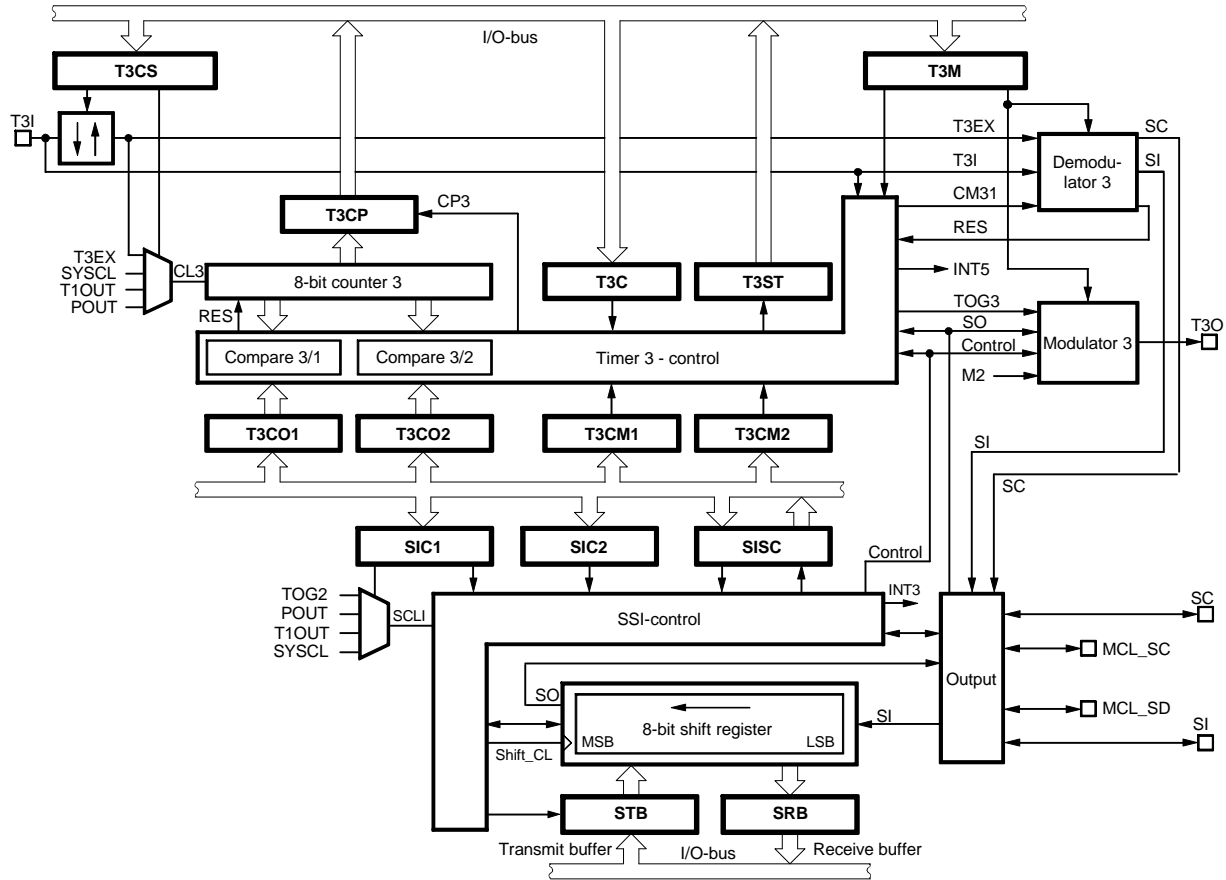 I/O-bus
T3CS
T3M
T3I
T3EX
SC
T3I
SI
Demodu-
lator 3
CM31
RES
T3CP
CP3
T3EX
SYSCL
T1OUT
POUT
CL3
8-bit counter 3
RES
T3C
T3ST
INT5
TOG3
SO
Control
M2
Modulator 3
T3O
Compare 3/1
Compare 3/2
Timer 3 - control
T3CO1
T3CO2
T3CM1
T3CM2
SI
SC
SIC1
SIC2
SISC
Control
TOG2
POUT
T1OUT
SYSCL
SCLI
SSI-control
INT3
Output
SC
MCL_SC
MCL_SD
SI
SO
8-bit shift register
MSB
LSB
SI
Shift_CL
STB
SRB
Transmit buffer
I/O-bus
Receive buffer